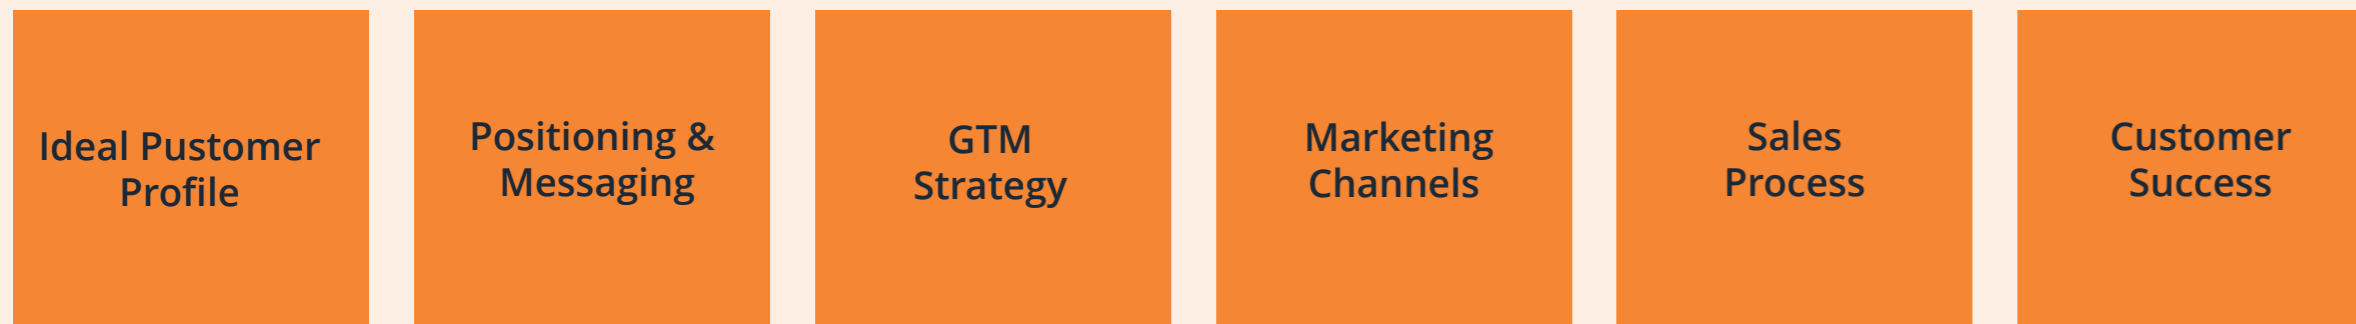 Ideal Pustomer
Profile
Positioning &
Messaging
GTM
Strategy
Marketing
Channels
Sales
Process
Customer
Success